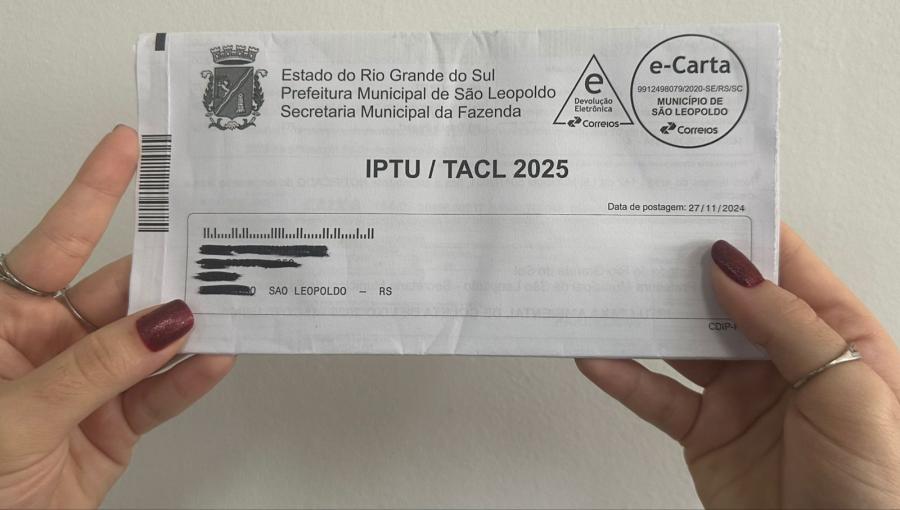 Estado do Rio Grande do Sul
Prefeitura Municipal de São Leopoldo
Secretaria Municipal da Fazenda
e
Devolução
Eletrônica
Correios
e-Carta
9912498079/2020-SE/RS/SC
MUNICÍPIO DE
SÃO LEOPOLDO
Correios
IPTU / TACL 2025
Data de postagem: 27/11/2024
SAO LEOPOLDO – RS